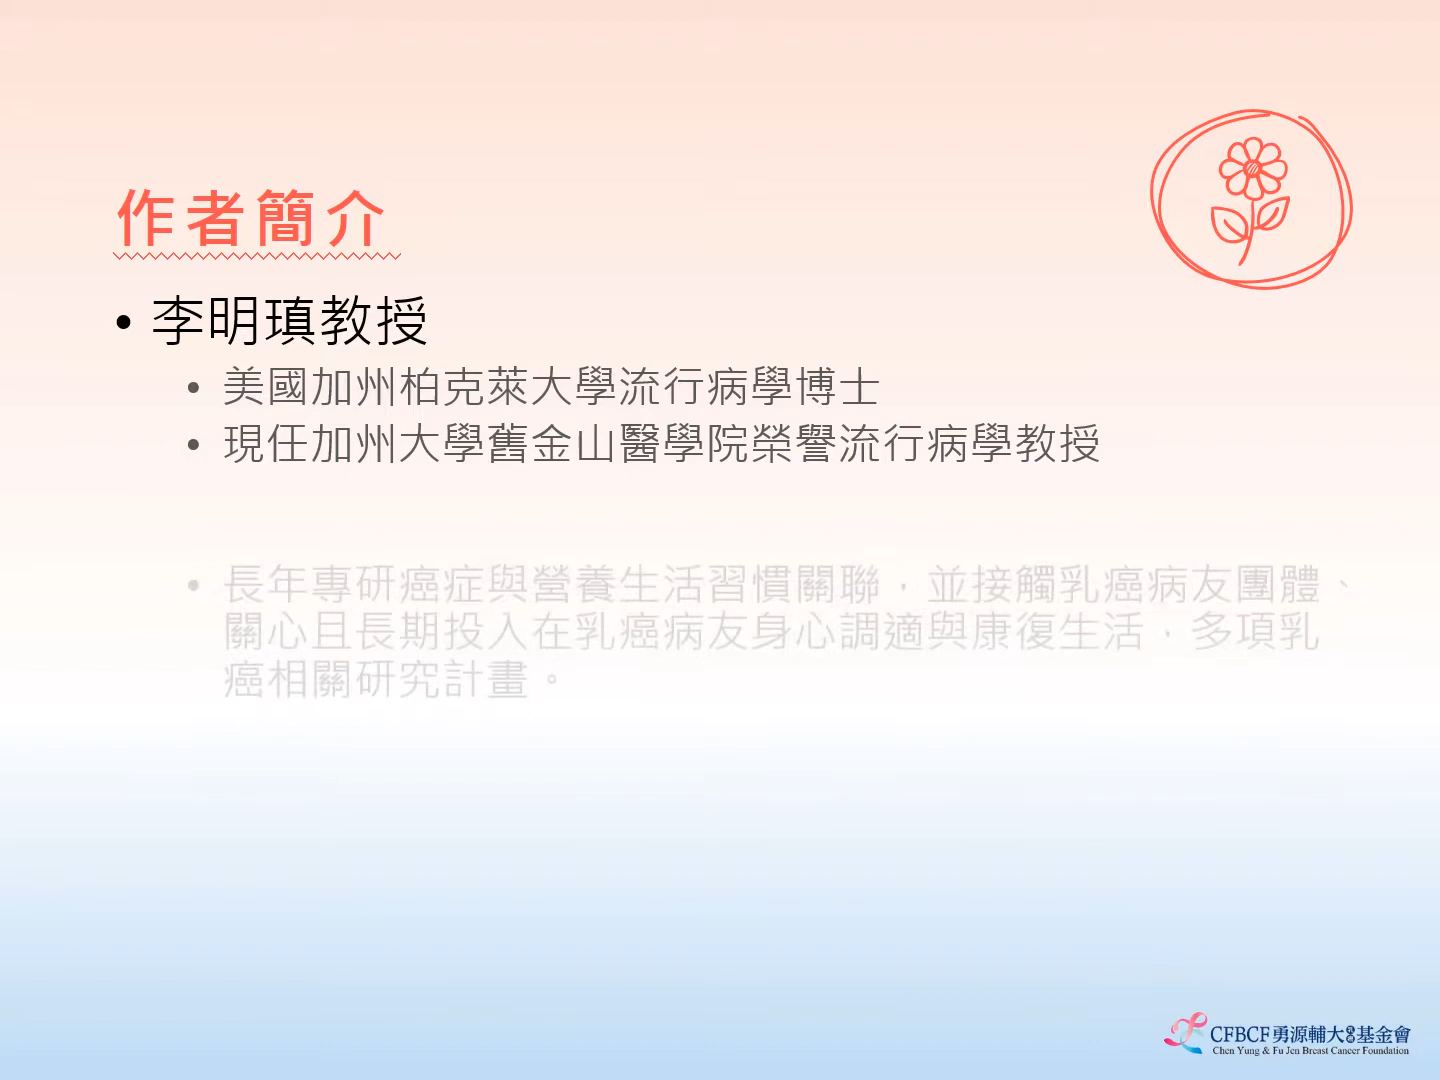 作者簡介
• 李明瑱教授
• 美國加州柏克萊大學流行病學博士
• 現任加州大學舊金山醫學院榮譽流行病學教授
• 長年專研癌症與營養生活習慣關聯，並接觸乳癌病友團體、
關心且長期投入在乳癌病友身心調適與康復生活，多項乳
癌相關研究計畫。
CFBCF勇源輔大基金會
Chen Yung & Fu Jen Breast Cancer Foundation